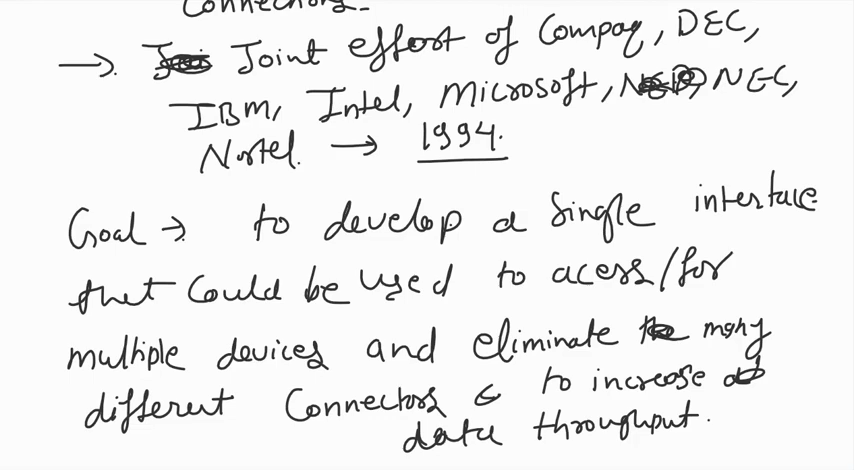 Connectors.
→ Joint effort of Compaq, DEC,
IBM, Intel, Microsoft, NEC,
Nortel → 1994.
Goal → to develop a single interface
that could be used to acess/for
multiple devices and eliminate many
different Connectors & to increase
data throughput.